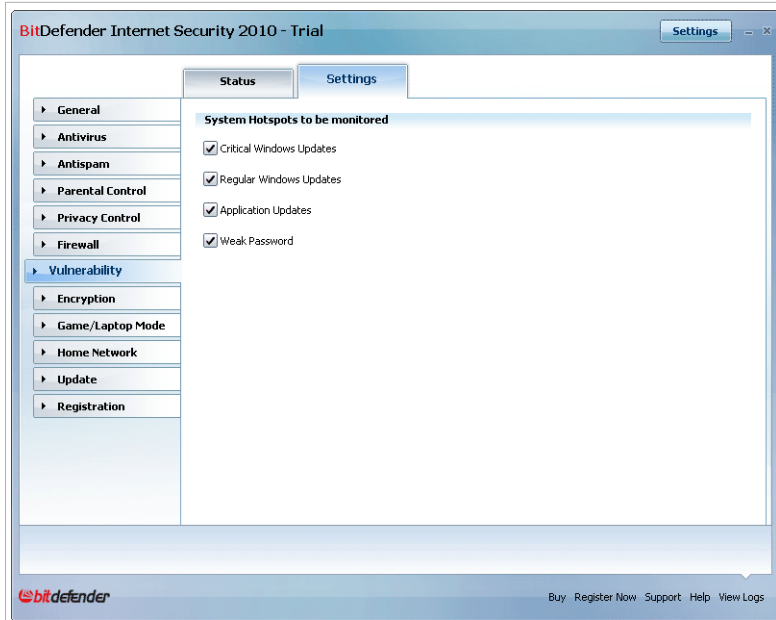 BitDefender Internet Security 2010 - Trial
Settings
Status
Settings
General
Antivirus
Antispam
Parental Control
Privacy Control
Firewall
Vulnerability
Encryption
Game/Laptop Mode
Home Network
Update
Registration
System Hotspots to be monitored
Critical Windows Updates
Regular Windows Updates
Application Updates
Weak Password
bitdefender
Buy Register Now Support Help View Logs